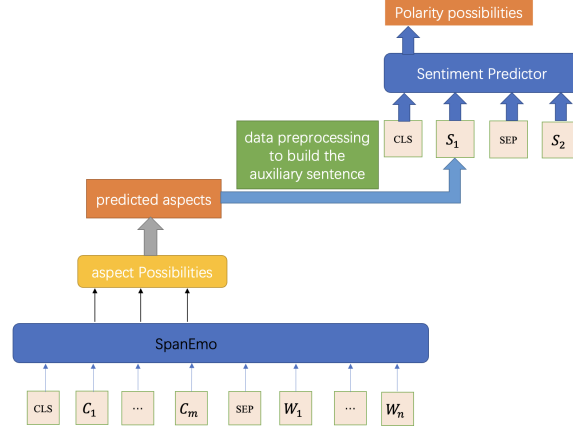 Polarity possibilities
Sentiment Predictor
CLS S₁ SEP S₂
data preprocessing
to build the
auxiliary sentence
predicted aspects
aspect Possibilities
SpanEmo
CLS C₁ ... Cₘ SEP W₁ ... Wₙ